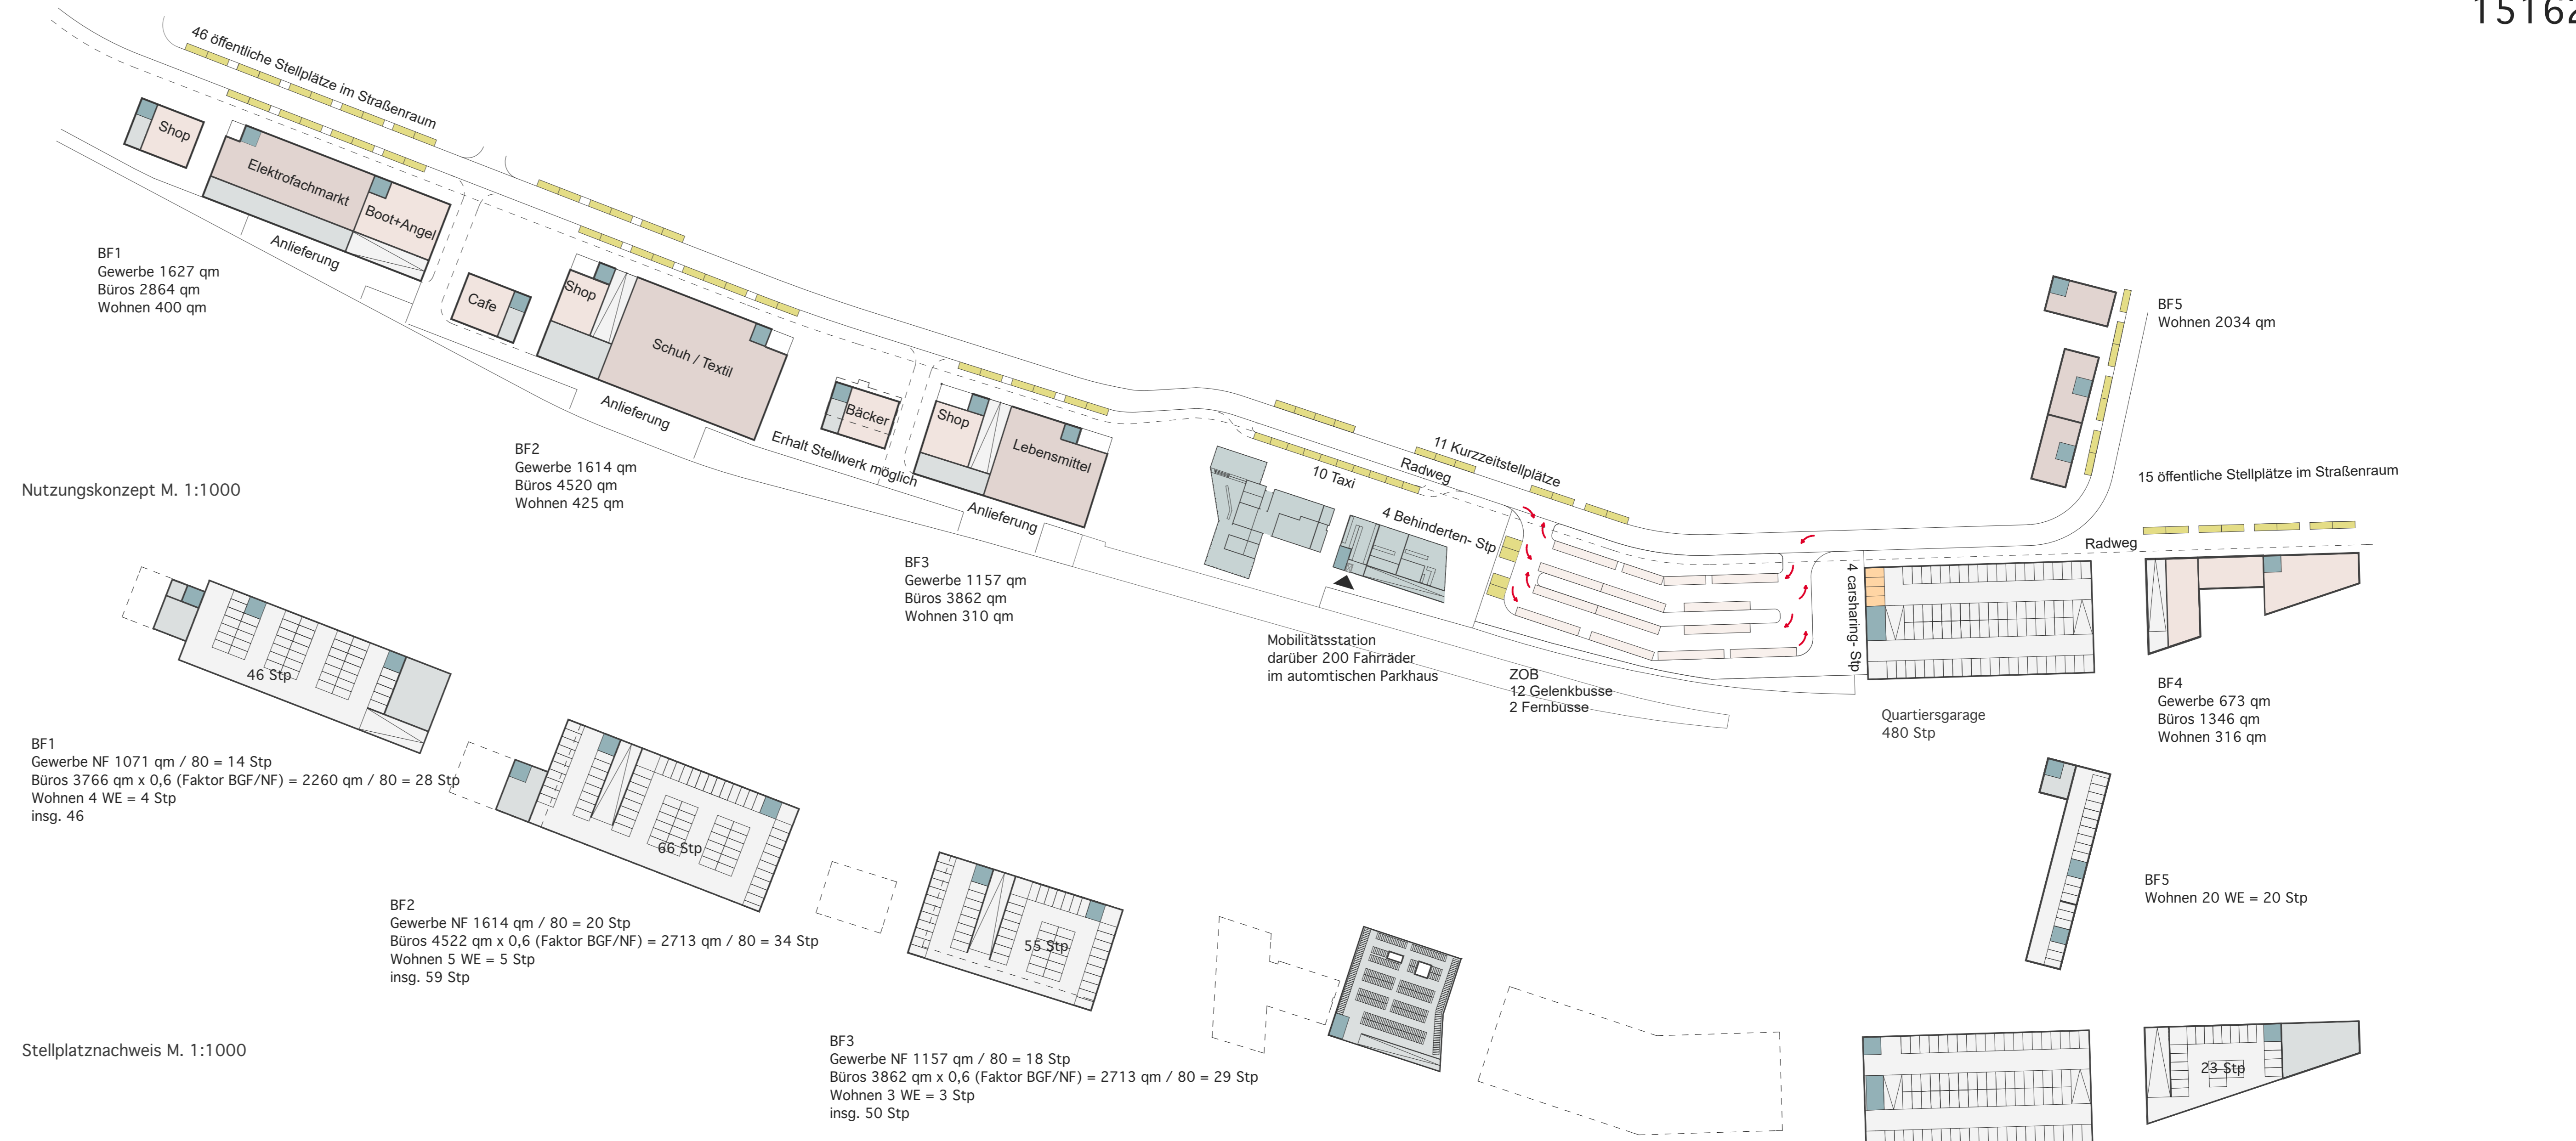 15162
46 öffentliche Stellplätze im Straßenraum
Shop
Elektrofachmarkt
Boot+Angel
Anlieferung
BF1
Gewerbe 1627 qm
Büros 2864 qm
Wohnen 400 qm
Cafe
Shop
Schuh / Textil
Anlieferung
BF2
Gewerbe 1614 qm
Büros 4520 qm
Wohnen 425 qm
Bäcker
Erhalt Stellwerk möglich
Shop
Lebensmittel
Anlieferung
BF3
Gewerbe 1157 qm
Büros 3862 qm
Wohnen 310 qm
10 Taxi
Radweg
11 Kurzzeitstellplätze
4 Behinderten- Stp
Mobilitätsstation
darüber 200 Fahrräder
im automtischen Parkhaus
ZOB
12 Gelenkbusse
2 Fernbusse
4 carsharing- Stp
Quartiersgarage
480 Stp
BF5
Wohnen 2034 qm
15 öffentliche Stellplätze im Straßenraum
Radweg
BF4
Gewerbe 673 qm
Büros 1346 qm
Wohnen 316 qm
Nutzungskonzept M. 1:1000
46 Stp
BF1
Gewerbe NF 1071 qm / 80 = 14 Stp
Büros 3766 qm x 0,6 (Faktor BGF/NF) = 2260 qm / 80 = 28 Stp
Wohnen 4 WE = 4 Stp
insg. 46
66 Stp
BF2
Gewerbe NF 1614 qm / 80 = 20 Stp
Büros 4522 qm x 0,6 (Faktor BGF/NF) = 2713 qm / 80 = 34 Stp
Wohnen 5 WE = 5 Stp
insg. 59 Stp
55 Stp
BF3
Gewerbe NF 1157 qm / 80 = 18 Stp
Büros 3862 qm x 0,6 (Faktor BGF/NF) = 2713 qm / 80 = 29 Stp
Wohnen 3 WE = 3 Stp
insg. 50 Stp
BF5
Wohnen 20 WE = 20 Stp
23 Stp
Stellplatznachweis M. 1:1000